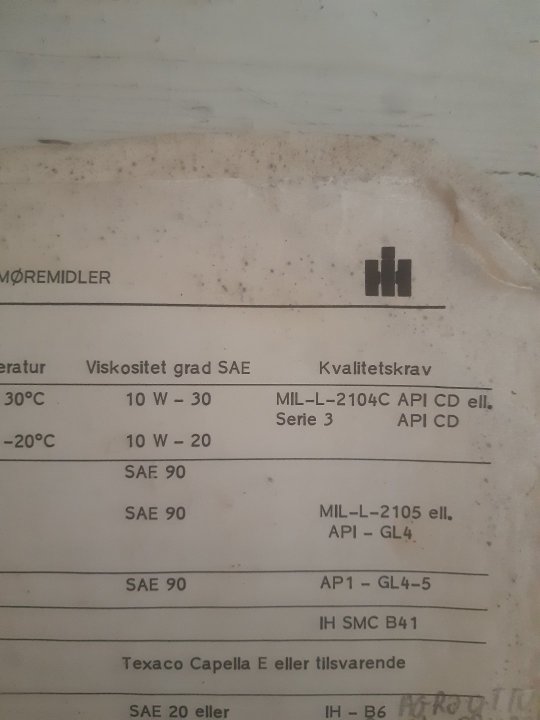 MØREMIDLER
eratur Viskositet grad SAE Kvalitetskrav
30°C 10 W - 30 MIL-L-2104C API CD ell.
Serie 3 API CD
-20°C 10 W - 20
SAE 90
SAE 90 MIL-L-2105 ell.
API - GL4
SAE 90 AP1 - GL4-5
IH SMC B41
Texaco Capella E eller tilsvarende
SAE 20 eller IH - B6